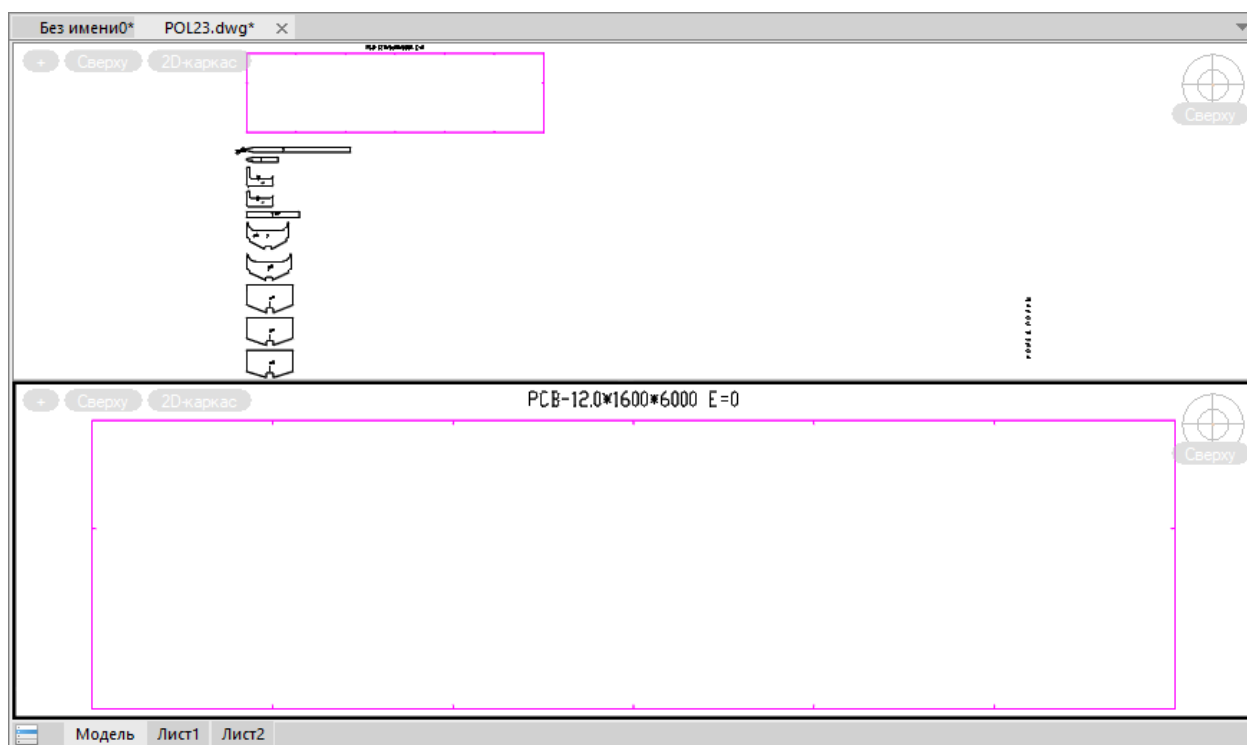 Без имени0* POL23.dwg*
+ Сверху 2D-каркас
Сверху
+ Сверху 2D-каркас
PCB-12.0*1600*6000 E=0
Сверху
Модель Лист1 Лист2